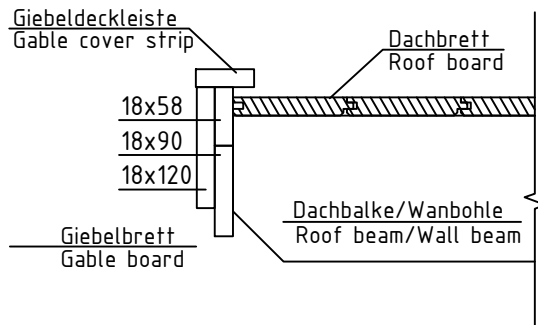 Giebeldeckleiste
Gable cover strip
Dachbrett
Roof board
18x58
18x90
18x120
Dachbalke/Wanbohle
Roof beam/Wall beam
Giebelbrett
Gable board